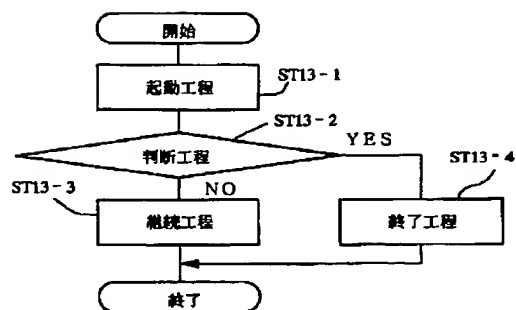 開始
起動工程
ST13-1
ST13-2
判断工程
YES
ST13-3
NO
ST13-4
継続工程
終了工程
終了